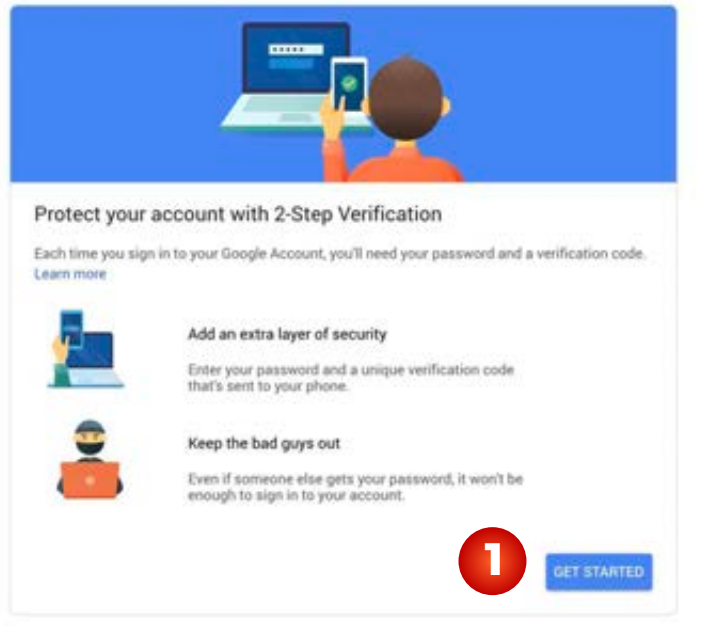 Protect your account with 2-Step Verification
Each time you sign in to your Google Account, you'll need your password and a verification code.
Learn more
Add an extra layer of security
Enter your password and a unique verification code
that's sent to your phone.
Keep the bad guys out
Even if someone else gets your password, it won't be
enough to sign in to your account.
1
GET STARTED